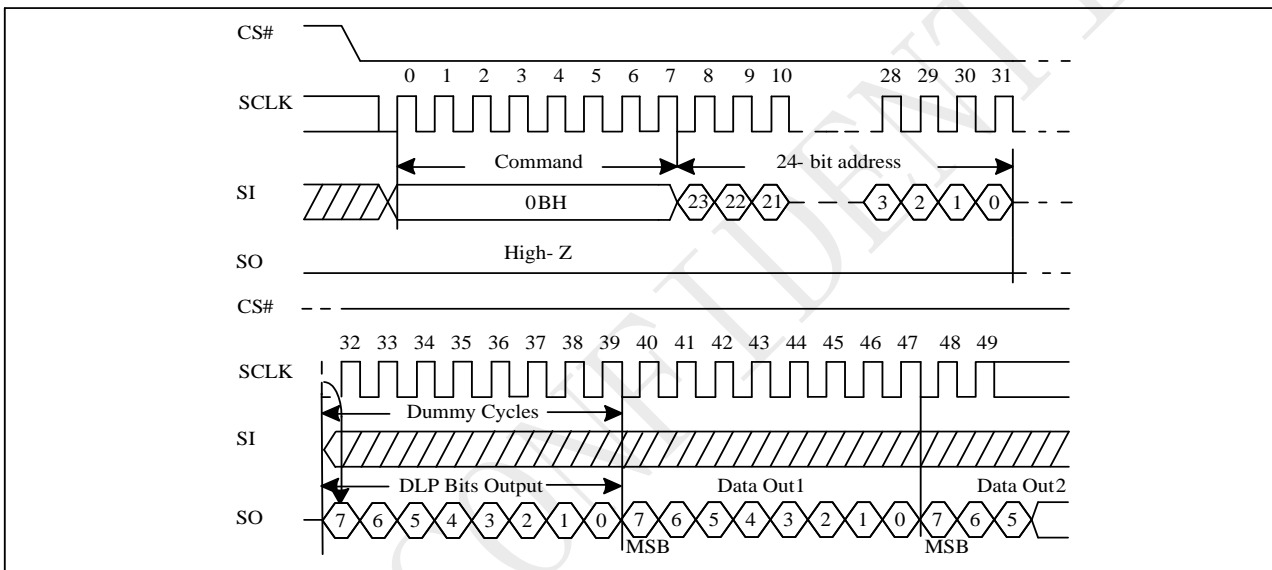 CS#
0 1 2 3 4 5 6 7 8 9 10 28 29 30 31
SCLK
Command 24- bit address
SI 0BH 23 22 21 3 2 1 0
High- Z
SO
CS#
32 33 34 35 36 37 38 39 40 41 42 43 44 45 46 47 48 49
SCLK
Dummy Cycles
SI
DLP Bits Output Data Out1 Data Out2
SO 7 6 5 4 3 2 1 0 7 6 5 4 3 2 1 0 7 6 5
MSB MSB